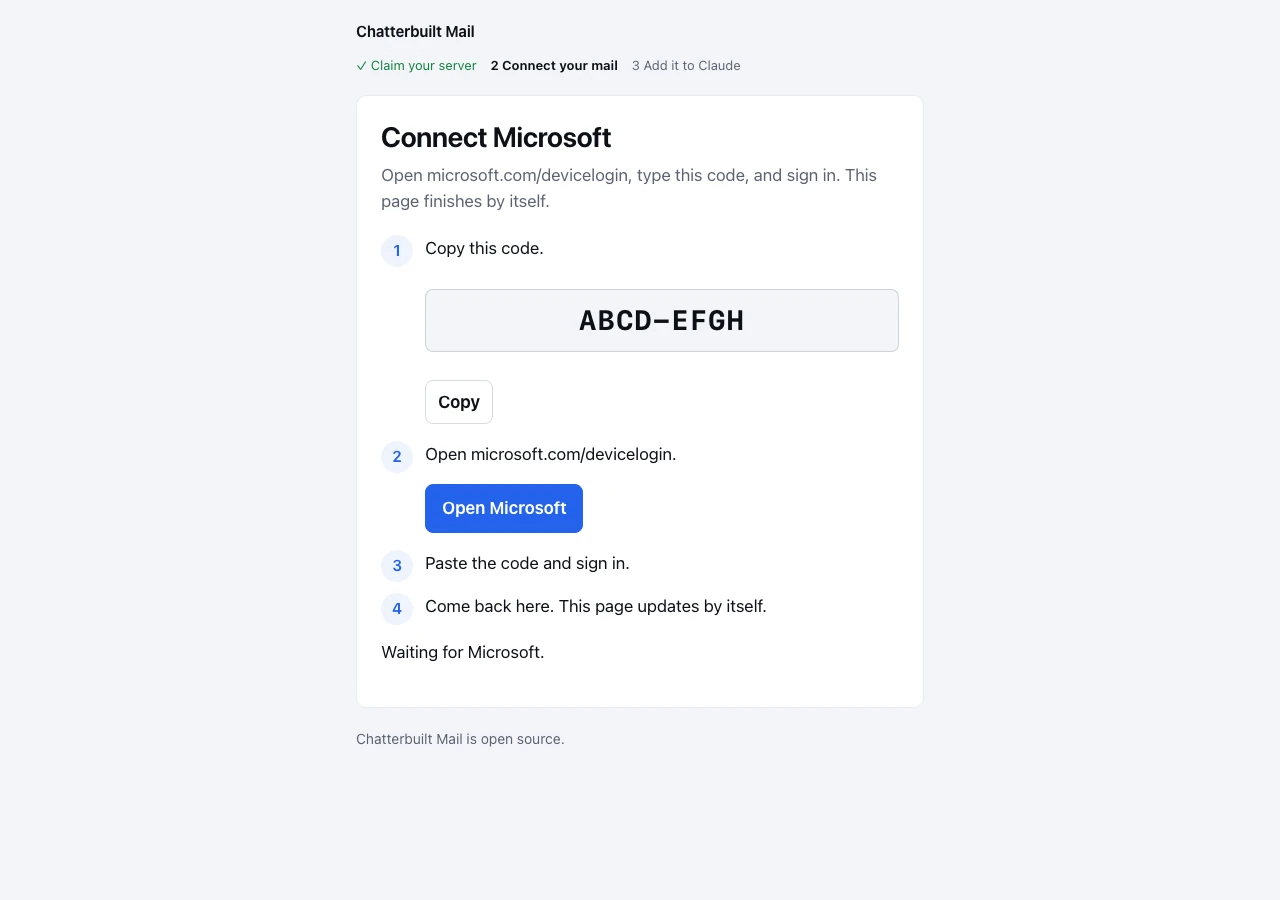 Chatterbuilt Mail
✓ Claim your server 2 Connect your mail 3 Add it to Claude
Connect Microsoft
Open microsoft.com/devicelogin, type this code, and sign in. This
page finishes by itself.
1 Copy this code.
ABCD-EFGH
Copy
2 Open microsoft.com/devicelogin.
Open Microsoft
3 Paste the code and sign in.
4 Come back here. This page updates by itself.
Waiting for Microsoft.
Chatterbuilt Mail is open source.